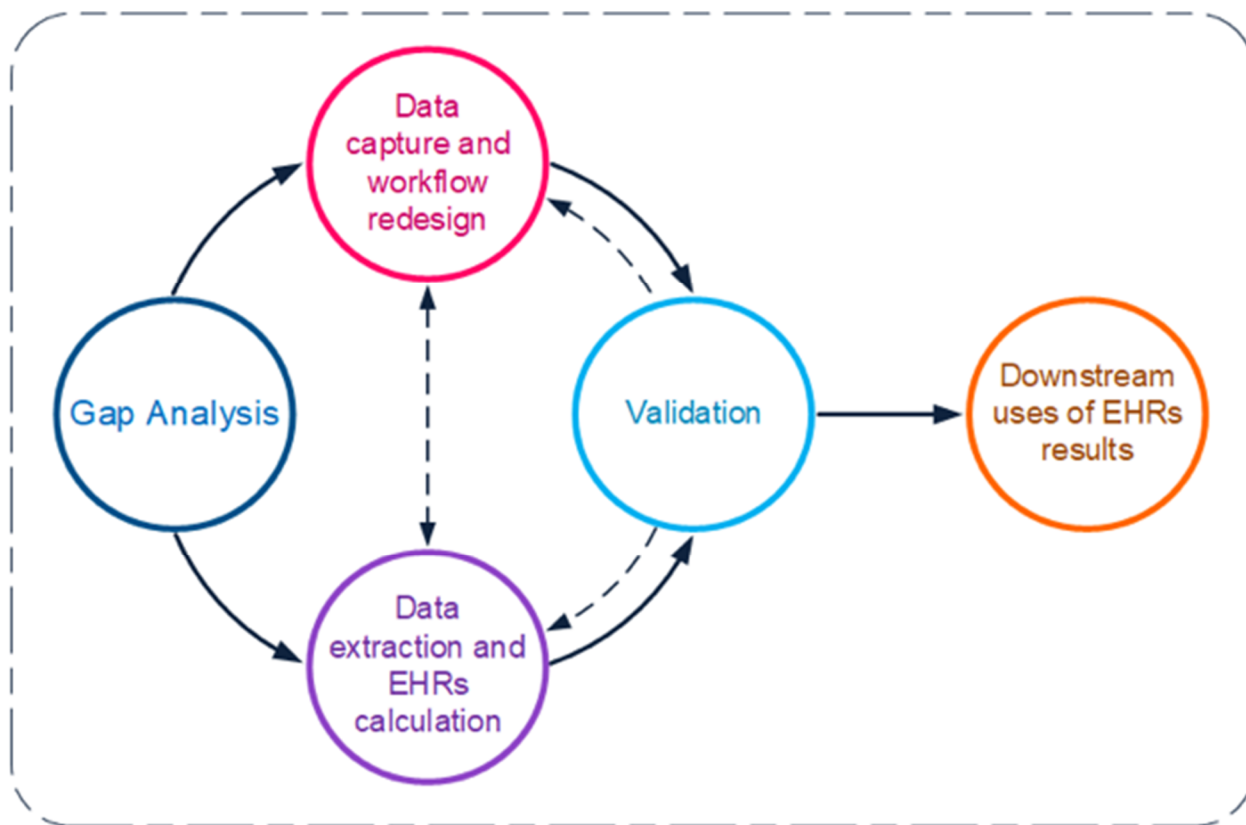 Data
capture and
workflow
redesign
Gap Analysis
Validation
Downstream
uses of EHRs
results
Data
extraction and
EHRs
calculation